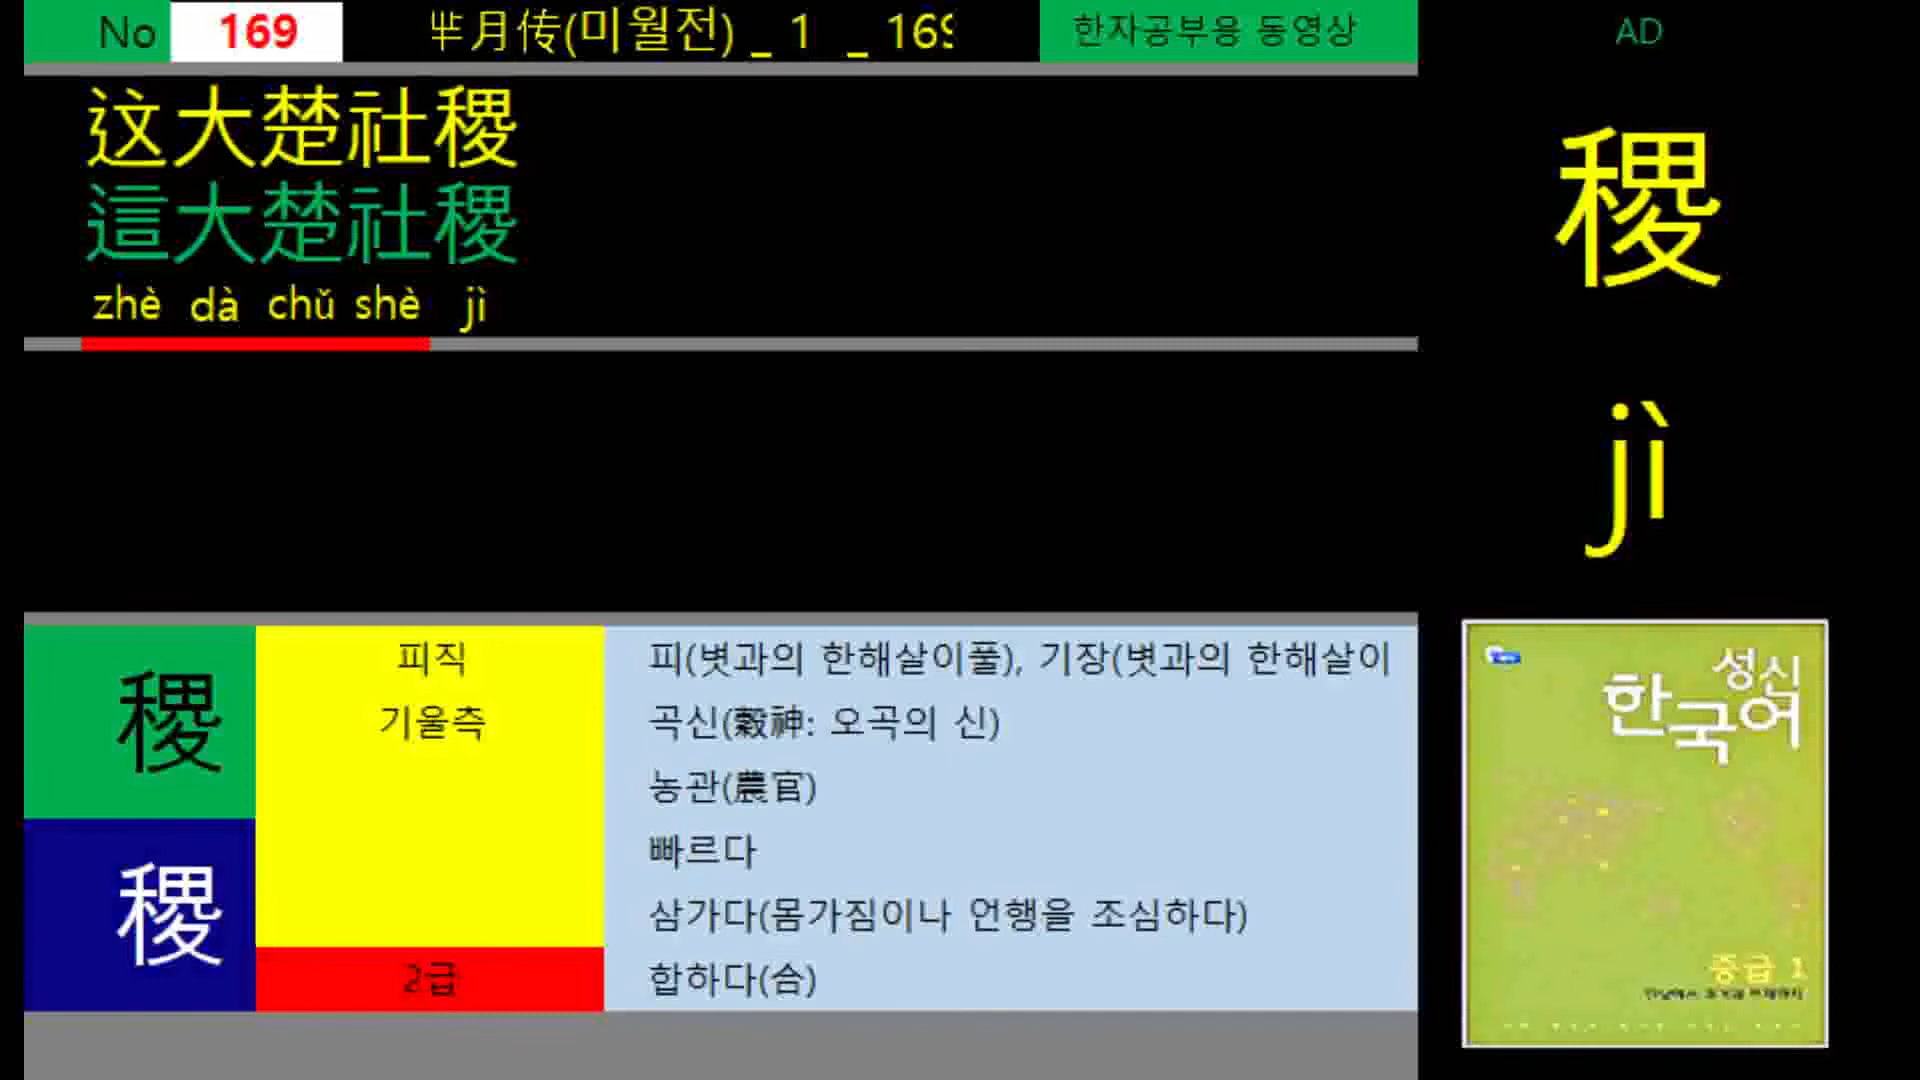 No 169 芈月传(미월전) _ 1 _ 169 한자공부용 동영상
AD
这大楚社稷
這大楚社稷
zhè dà chǔ shè jì
稷
jì
稷
稷
피직
기울측
2급
피(볏과의 한해살이풀), 기장(볏과의 한해살이
곡신(穀神: 오곡의 신)
농관(農官)
빠르다
삼가다(몸가짐이나 언행을 조심하다)
합하다(合)
성신
한국어
중급 1